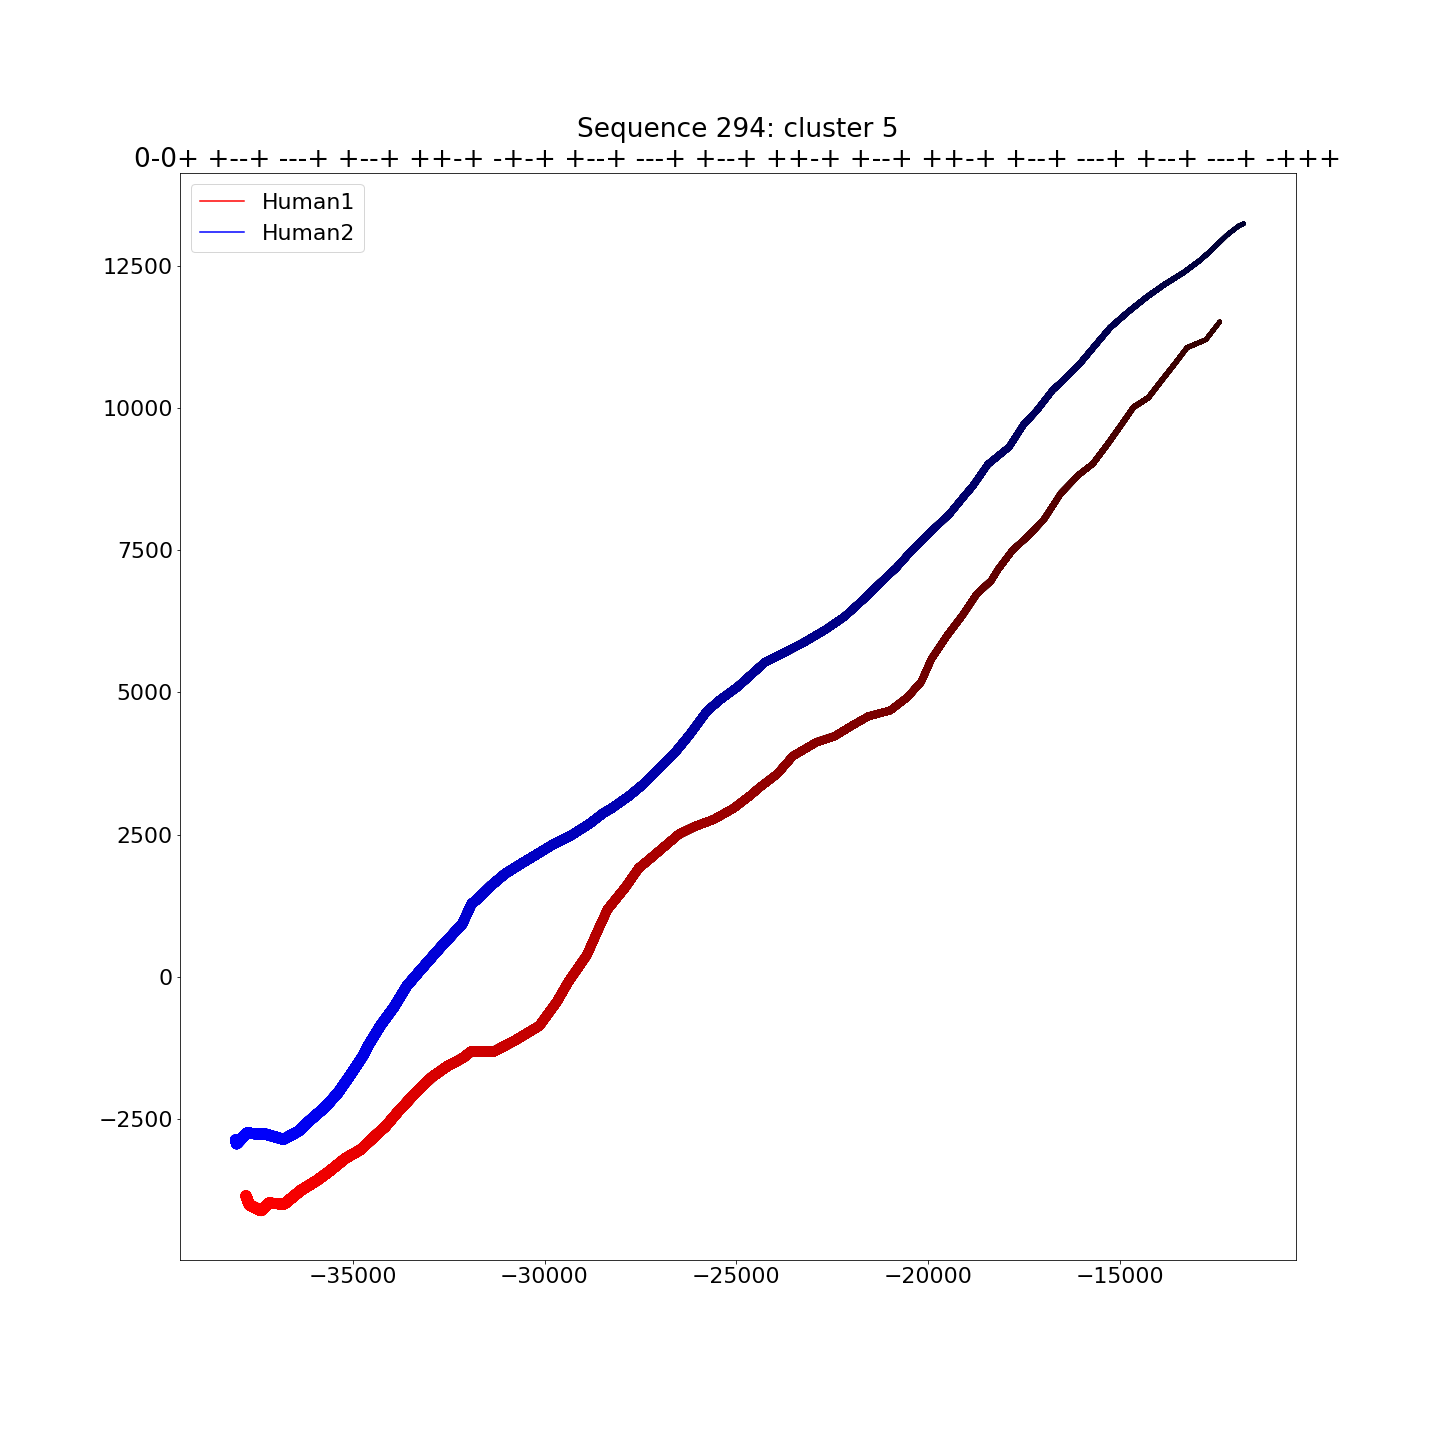 Sequence 294: cluster 5
0-0+ +--+ ---+ +--+ ++-+ -+-+ +--+ ---+ +--+ ++-+ +--+ ++-+ +--+ ---+ +--+ ---+ -+++
Human1
Human2
12500
10000
7500
5000
2500
0
−2500
−35000 −30000 −25000 −20000 −15000